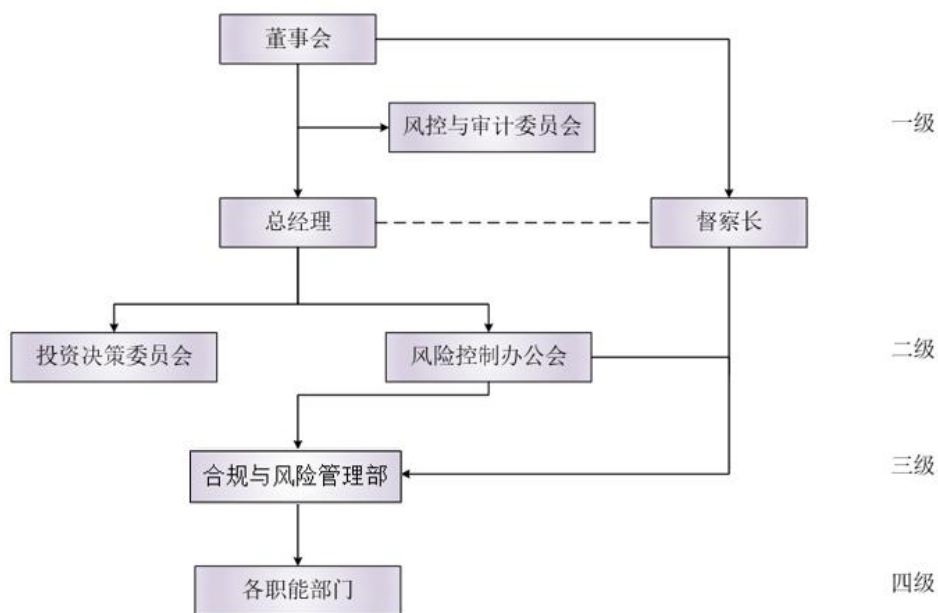 董事会
风控与审计委员会
一级
总经理
督察长
投资决策委员会
风险控制办公会
二级
合规与风险管理部
三级
各职能部门
四级